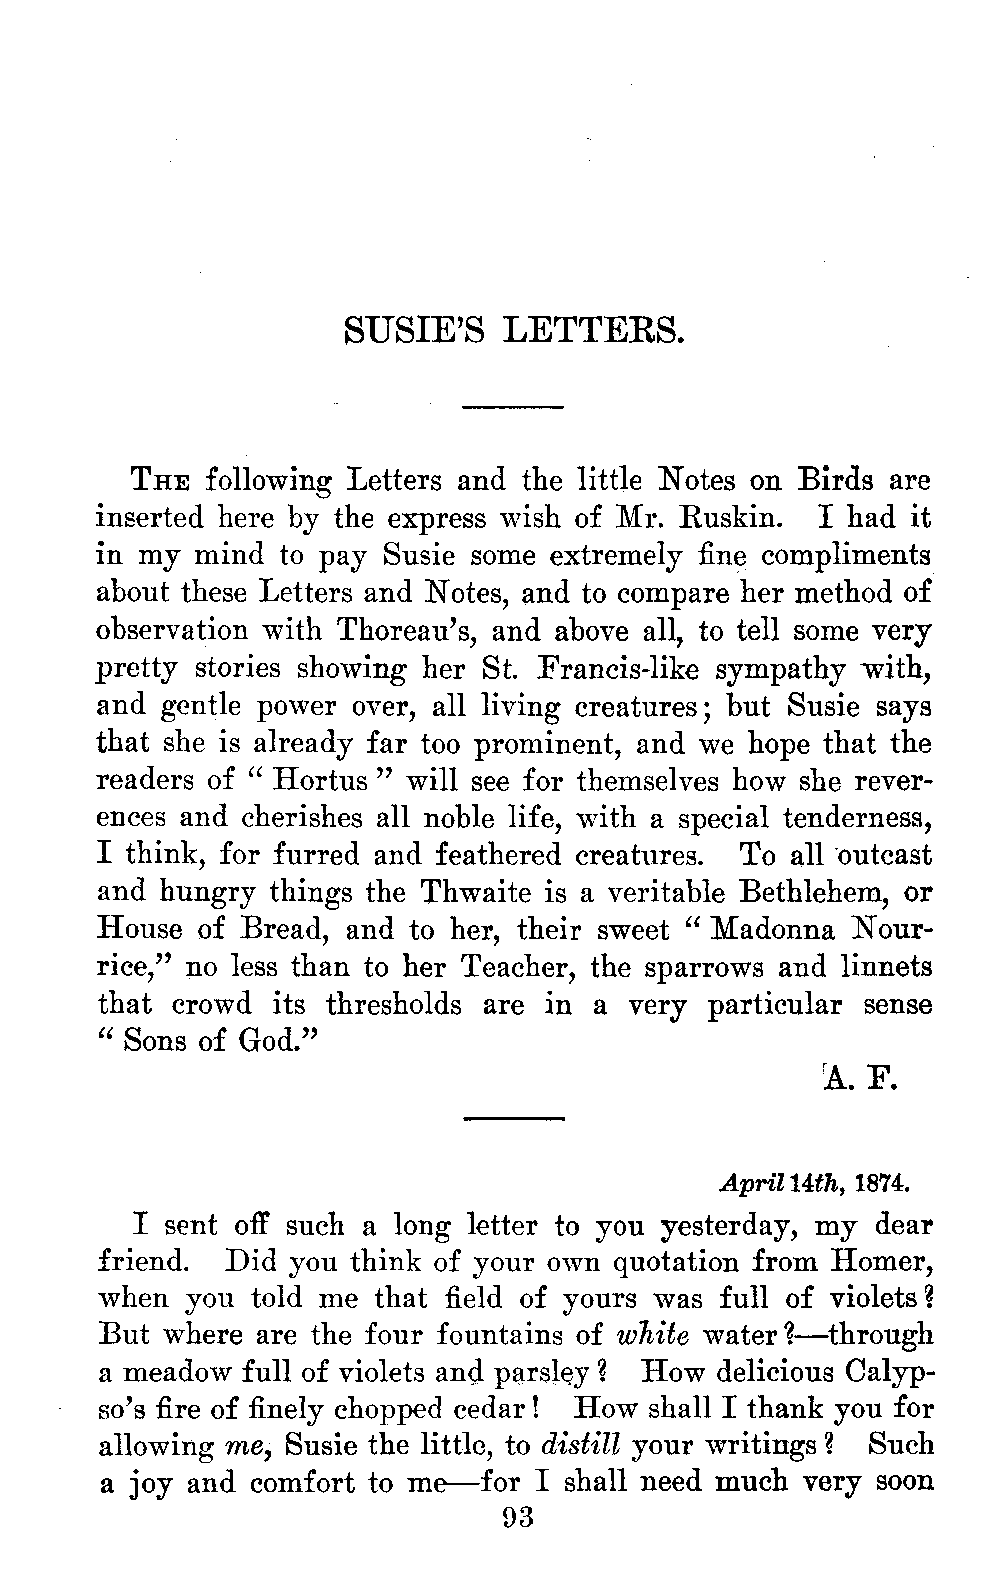 SUSIE'S LETTERS.
THE following Letters and the little Notes on Birds are
inserted here by the express wish of Mr. Ruskin. I had it
in my mind to pay Susie some extremely fine compliments
about these Letters and Notes, and to compare her method of
observation with Thoreau's, and above all, to tell some very
pretty stories showing her St. Francis-like sympathy with,
and gentle power over, all living creatures; but Susie says
that she is already far too prominent, and we hope that the
readers of "Hortus" will see for themselves how she rever-
ences and cherishes all noble life, with a special tenderness,
I think, for furred and feathered creatures. To all outcast
and hungry things the Thwaite is a veritable Bethlehem, or
House of Bread, and to her, their sweet "Madonna Nour-
rice," no less than to her Teacher, the sparrows and linnets
that crowd its thresholds are in a very particular sense
"Sons of God."
A. F.
April 14th, 1874.
I sent off such a long letter to you yesterday, my dear
friend. Did you think of your own quotation from Homer,
when you told me that field of yours was full of violets?
But where are the four fountains of white water?—through
a meadow full of violets and parsley? How delicious Calyp-
so's fire of finely chopped cedar! How shall I thank you for
allowing me, Susie the little, to distill your writings? Such
a joy and comfort to me—for I shall need much very soon
93